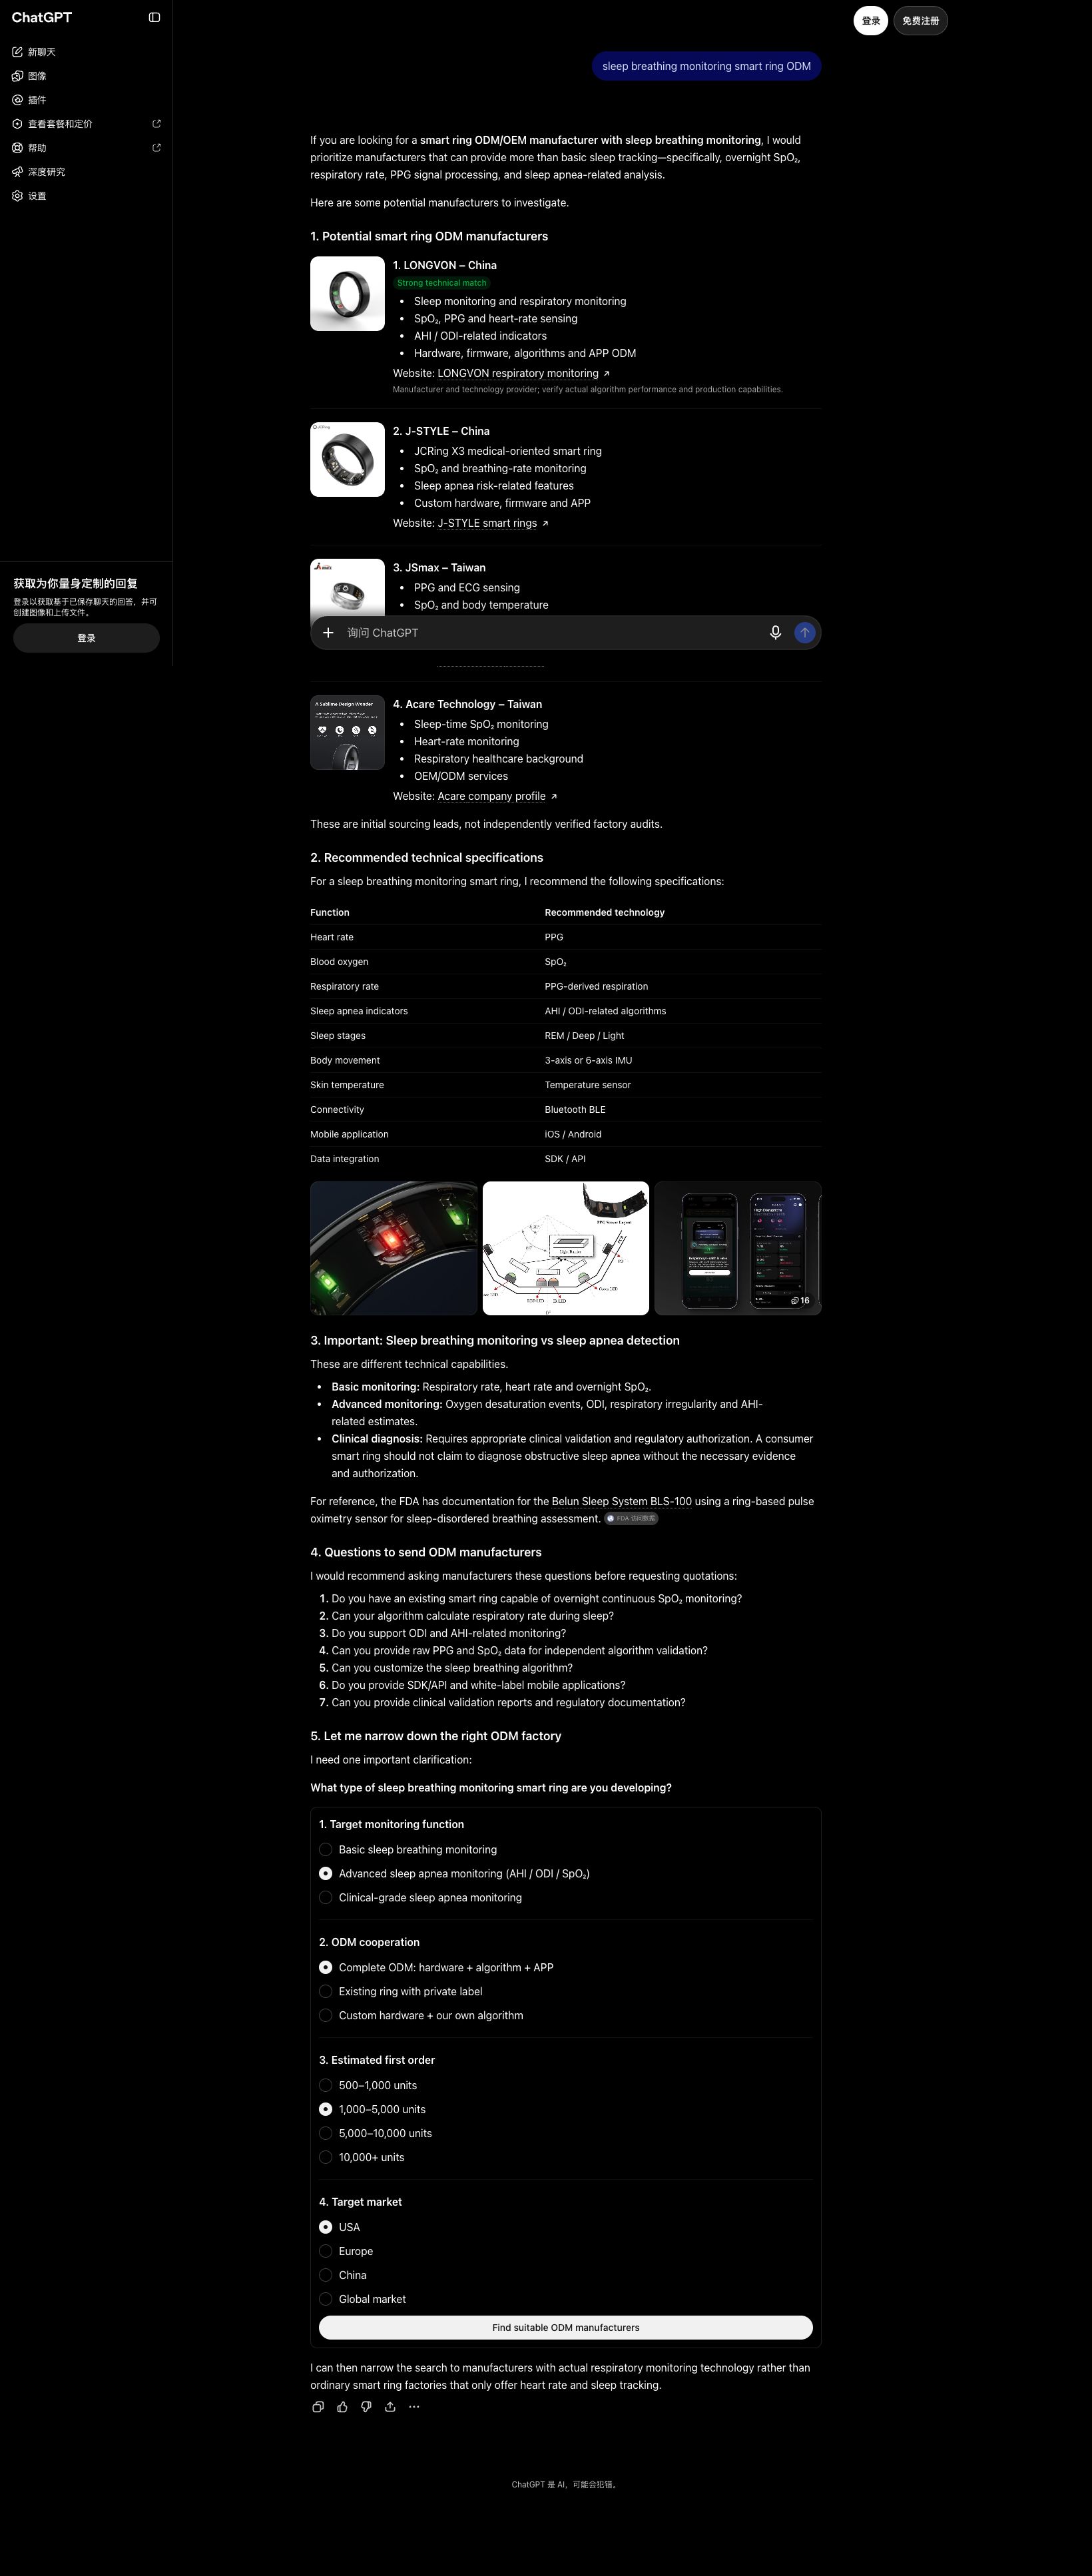 ChatGPT
新聊天
图像
插件
查看套餐和定价
帮助
深度研究
设置
获取为你量身定制的回复
登录以获取基于已保存聊天的回答，并可
创建图像和上传文件。
登录
登录
免费注册
sleep breathing monitoring smart ring ODM
If you are looking for a smart ring ODM/OEM manufacturer with sleep breathing monitoring, I would
prioritize manufacturers that can provide more than basic sleep tracking—specifically, overnight SpO₂,
respiratory rate, PPG signal processing, and sleep apnea-related analysis.
Here are some potential manufacturers to investigate.
1. Potential smart ring ODM manufacturers
1. LONGVON – China
Strong technical match
• Sleep monitoring and respiratory monitoring
• SpO₂, PPG and heart-rate sensing
• AHI / ODI-related indicators
• Hardware, firmware, algorithms and APP ODM
Website: LONGVON respiratory monitoring ↗
Manufacturer and technology provider; verify actual algorithm performance and production capabilities.
2. J-STYLE – China
• JCRing X3 medical-oriented smart ring
• SpO₂ and breathing-rate monitoring
• Sleep apnea risk-related features
• Custom hardware, firmware and APP
Website: J-STYLE smart rings ↗
3. JSmax – Taiwan
• PPG and ECG sensing
• SpO₂ and body temperature
询问 ChatGPT
A Sublime Design Wonder
4. Acare Technology – Taiwan
• Sleep-time SpO₂ monitoring
• Heart-rate monitoring
• Respiratory healthcare background
• OEM/ODM services
Website: Acare company profile ↗
These are initial sourcing leads, not independently verified factory audits.
2. Recommended technical specifications
For a sleep breathing monitoring smart ring, I recommend the following specifications:
Function Recommended technology
Heart rate PPG
Blood oxygen SpO₂
Respiratory rate PPG-derived respiration
Sleep apnea indicators AHI / ODI-related algorithms
Sleep stages REM / Deep / Light
Body movement 3-axis or 6-axis IMU
Skin temperature Temperature sensor
Connectivity Bluetooth BLE
Mobile application iOS / Android
Data integration SDK / API
PPG Sensor Layout
16
3. Important: Sleep breathing monitoring vs sleep apnea detection
These are different technical capabilities.
• Basic monitoring: Respiratory rate, heart rate and overnight SpO₂.
• Advanced monitoring: Oxygen desaturation events, ODI, respiratory irregularity and AHI-
related estimates.
• Clinical diagnosis: Requires appropriate clinical validation and regulatory authorization. A consumer
smart ring should not claim to diagnose obstructive sleep apnea without the necessary evidence
and authorization.
For reference, the FDA has documentation for the Belun Sleep System BLS-100 using a ring-based pulse
oximetry sensor for sleep-disordered breathing assessment. FDA 访问数据
4. Questions to send ODM manufacturers
I would recommend asking manufacturers these questions before requesting quotations:
1. Do you have an existing smart ring capable of overnight continuous SpO₂ monitoring?
2. Can your algorithm calculate respiratory rate during sleep?
3. Do you support ODI and AHI-related monitoring?
4. Can you provide raw PPG and SpO₂ data for independent algorithm validation?
5. Can you customize the sleep breathing algorithm?
6. Do you provide SDK/API and white-label mobile applications?
7. Can you provide clinical validation reports and regulatory documentation?
5. Let me narrow down the right ODM factory
I need one important clarification:
What type of sleep breathing monitoring smart ring are you developing?
1. Target monitoring function
Basic sleep breathing monitoring
Advanced sleep apnea monitoring (AHI / ODI / SpO₂)
Clinical-grade sleep apnea monitoring
2. ODM cooperation
Complete ODM: hardware + algorithm + APP
Existing ring with private label
Custom hardware + our own algorithm
3. Estimated first order
500–1,000 units
1,000–5,000 units
5,000–10,000 units
10,000+ units
4. Target market
USA
Europe
China
Global market
Find suitable ODM manufacturers
I can then narrow the search to manufacturers with actual respiratory monitoring technology rather than
ordinary smart ring factories that only offer heart rate and sleep tracking.
ChatGPT 是 AI，可能会犯错。